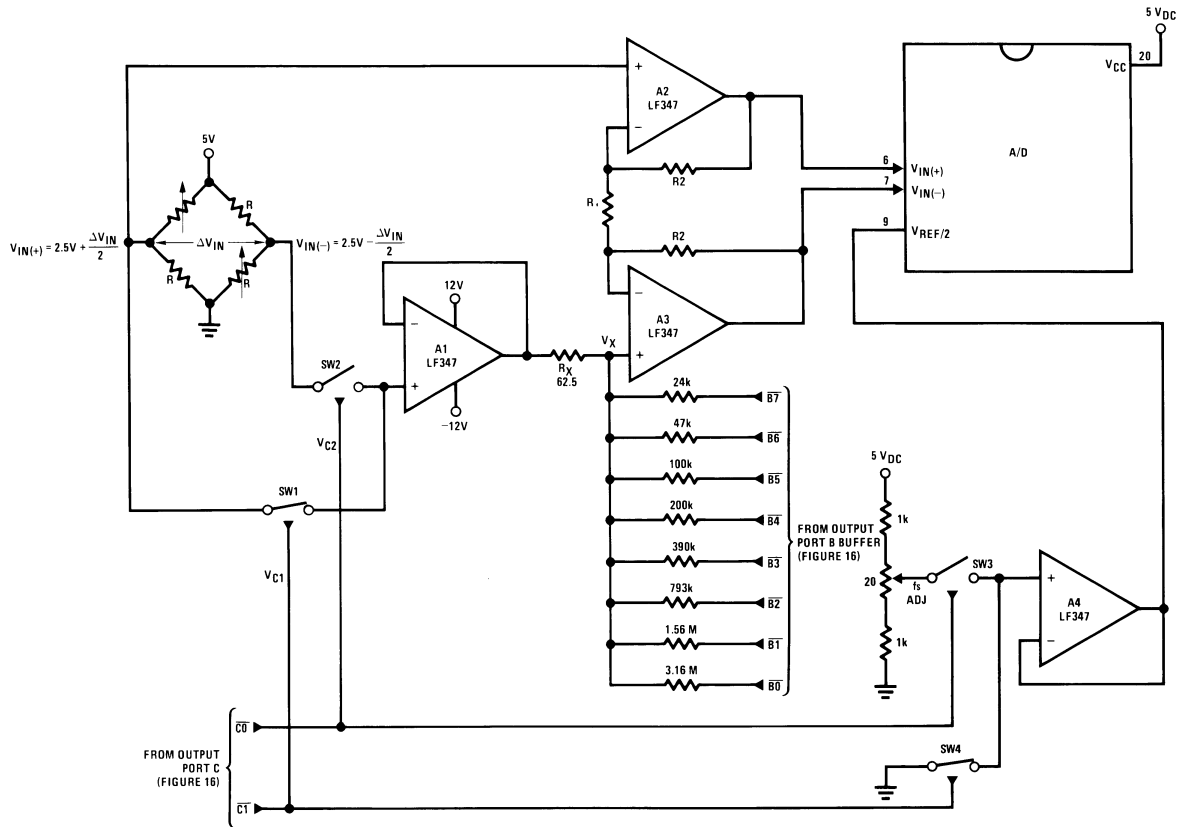 5 VDC
20
VCC
A/D
6
VIN(+)
7
VIN(−)
9
VREF/2
+
A2
LF347
−
R2
R2
−
A3
LF347
+
VX
5V
R
R
R
ΔVIN
VIN(+) = 2.5V + ΔVIN
2
VIN(−) = 2.5V − ΔVIN
2
12V
−
A1
LF347
+
−12V
SW2
VC2
SW1
VC1
RX
62.5
24k
B7
47k
B6
100k
B5
200k
B4
390k
B3
793k
B2
1.56 M
B1
3.16 M
B0
FROM OUTPUT
PORT B BUFFER
(FIGURE 16)
5 VDC
1k
20
fs
ADJ
1k
SW3
+
A4
LF347
−
SW4
FROM OUTPUT
PORT C
(FIGURE 16)
C0
C1